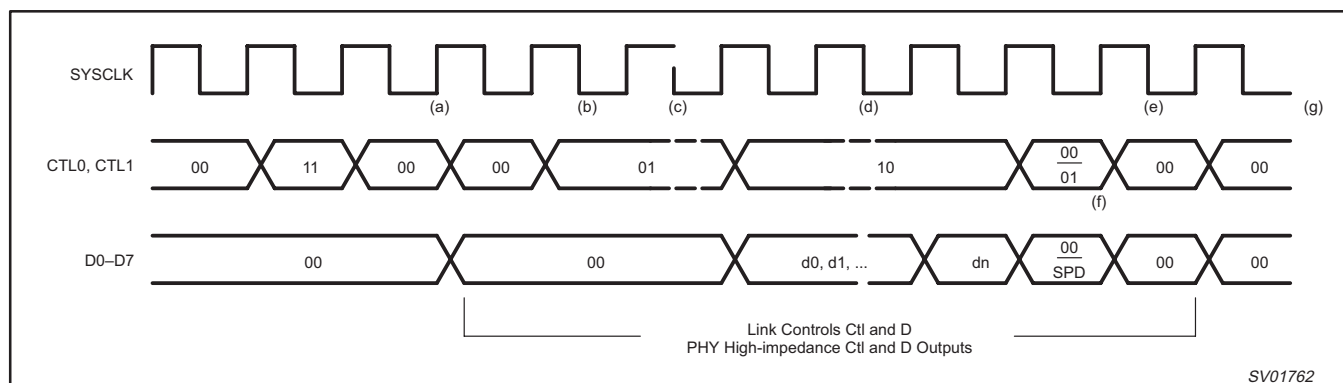 SYSCLK
(a) (b) (c) (d) (e) (g)
CTL0, CTL1 00 11 00 00 01 10 00 01 00 00
(f)
D0–D7 00 00 d0, d1, ... dn 00 SPD 00 00
Link Controls Ctl and D
PHY High-impedance Ctl and D Outputs
SV01762